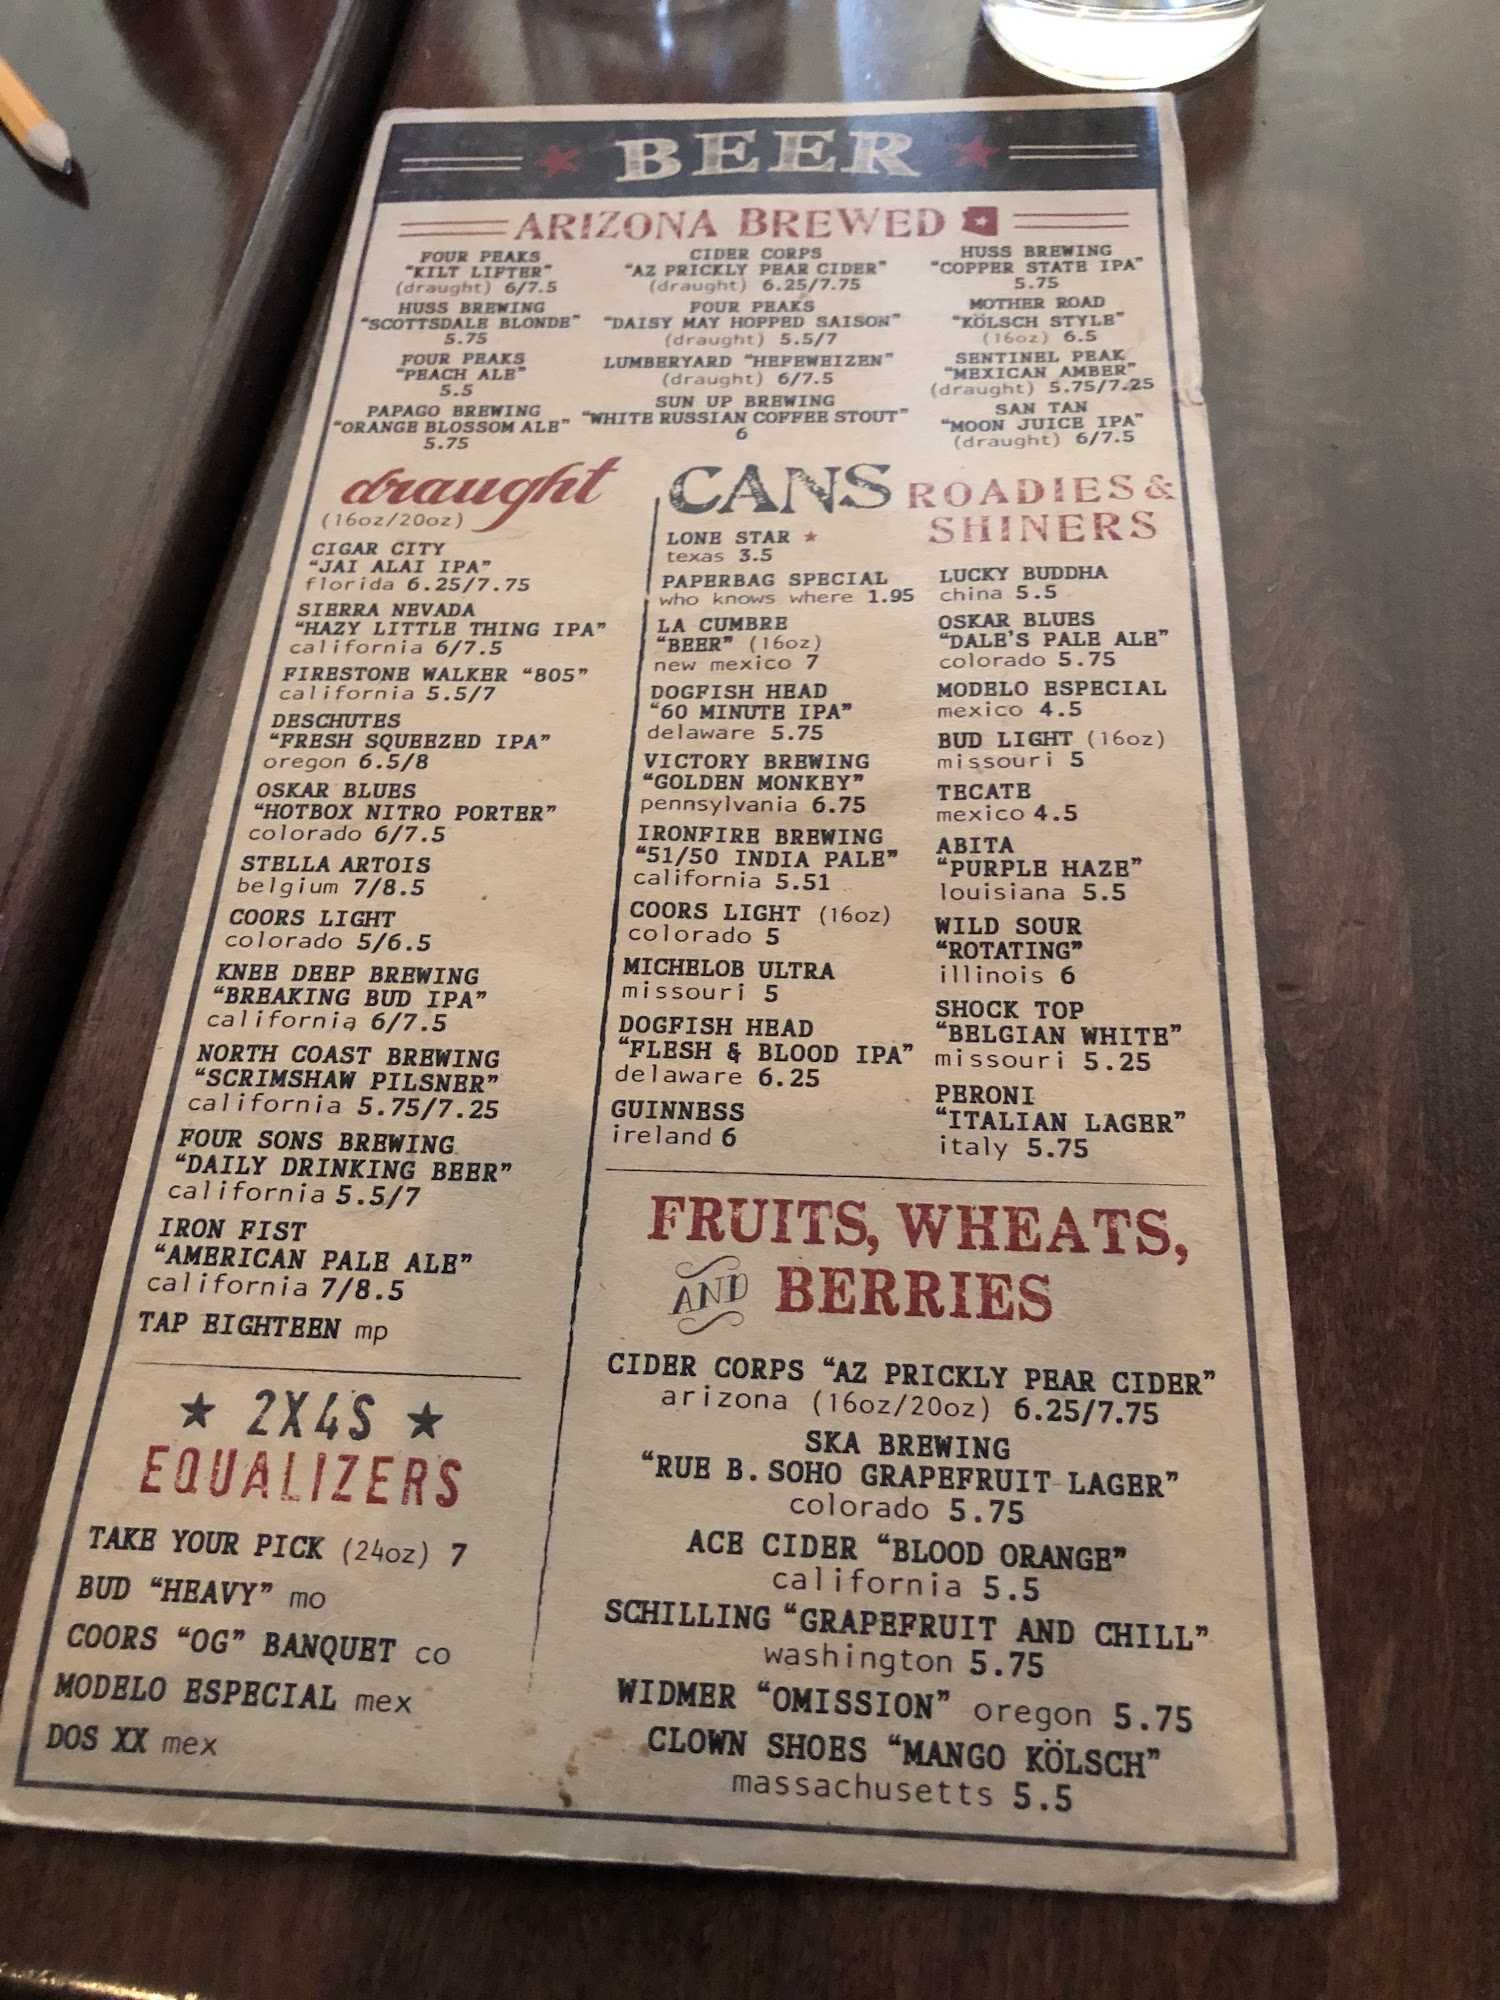 BEER
ARIZONA BREWED
FOUR PEAKS
"KILT LIFTER"
(draught) 6/7.5
HUSS BREWING
"SCOTTSDALE BLONDE"
5.75
FOUR PEAKS
"PEACH ALE"
5.5
PAPAGO BREWING
"ORANGE BLOSSOM ALE"
5.75
CIDER CORPS
"AZ PRICKLY PEAR CIDER"
(draught) 6.25/7.75
FOUR PEAKS
"DAISY MAY HOPPED SAISON"
(draught) 5.5/7
LUMBERYARD "HEFEWEIZEN"
(draught) 6/7.5
SUN UP BREWING
"WHITE RUSSIAN COFFEE STOUT"
6
HUSS BREWING
"COPPER STATE IPA"
5.75
MOTHER ROAD
"KÖLSCH STYLE"
(16oz) 6.5
SENTINEL PEAK
"MEXICAN AMBER"
(draught) 5.75/7.25
SAN TAN
"MOON JUICE IPA"
(draught) 6/7.5
draught
(16oz/20oz)
CIGAR CITY
"JAI ALAI IPA"
florida 6.25/7.75
SIERRA NEVADA
"HAZY LITTLE THING IPA"
california 6/7.5
FIRESTONE WALKER "805"
california 5.5/7
DESCHUTES
"FRESH SQUEEZED IPA"
oregon 6.5/8
OSKAR BLUES
"HOTBOX NITRO PORTER"
colorado 6/7.5
STELLA ARTOIS
belgium 7/8.5
COORS LIGHT
colorado 5/6.5
KNEE DEEP BREWING
"BREAKING BUD IPA"
california 6/7.5
NORTH COAST BREWING
"SCRIMSHAW PILSNER"
california 5.75/7.25
FOUR SONS BREWING
"DAILY DRINKING BEER"
california 5.5/7
IRON FIST
"AMERICAN PALE ALE"
california 7/8.5
TAP EIGHTEEN mp
2X4S
EQUALIZERS
TAKE YOUR PICK (24oz) 7
BUD "HEAVY" mo
COORS "OG" BANQUET co
MODELO ESPECIAL mex
DOS XX mex
CANS
LONE STAR
texas 3.5
PAPERBAG SPECIAL
who knows where 1.95
LA CUMBRE
"BEER" (16oz)
new mexico 7
DOGFISH HEAD
"60 MINUTE IPA"
delaware 5.75
VICTORY BREWING
"GOLDEN MONKEY"
pennsylvania 6.75
IRONFIRE BREWING
"51/50 INDIA PALE"
california 5.51
COORS LIGHT (16oz)
colorado 5
MICHELOB ULTRA
missouri 5
DOGFISH HEAD
"FLESH & BLOOD IPA"
delaware 6.25
GUINNESS
ireland 6
ROADIES &
SHINERS
LUCKY BUDDHA
china 5.5
OSKAR BLUES
"DALE'S PALE ALE"
colorado 5.75
MODELO ESPECIAL
mexico 4.5
BUD LIGHT (16oz)
missouri 5
TECATE
mexico 4.5
ABITA
"PURPLE HAZE"
louisiana 5.5
WILD SOUR
"ROTATING"
illinois 6
SHOCK TOP
"BELGIAN WHITE"
missouri 5.25
PERONI
"ITALIAN LAGER"
italy 5.75
FRUITS, WHEATS,
AND BERRIES
CIDER CORPS "AZ PRICKLY PEAR CIDER"
arizona (16oz/20oz) 6.25/7.75
SKA BREWING
"RUE B. SOHO GRAPEFRUIT LAGER"
colorado 5.75
ACE CIDER "BLOOD ORANGE"
california 5.5
SCHILLING "GRAPEFRUIT AND CHILL"
washington 5.75
WIDMER "OMISSION" oregon 5.75
CLOWN SHOES "MANGO KÖLSCH"
massachusetts 5.5